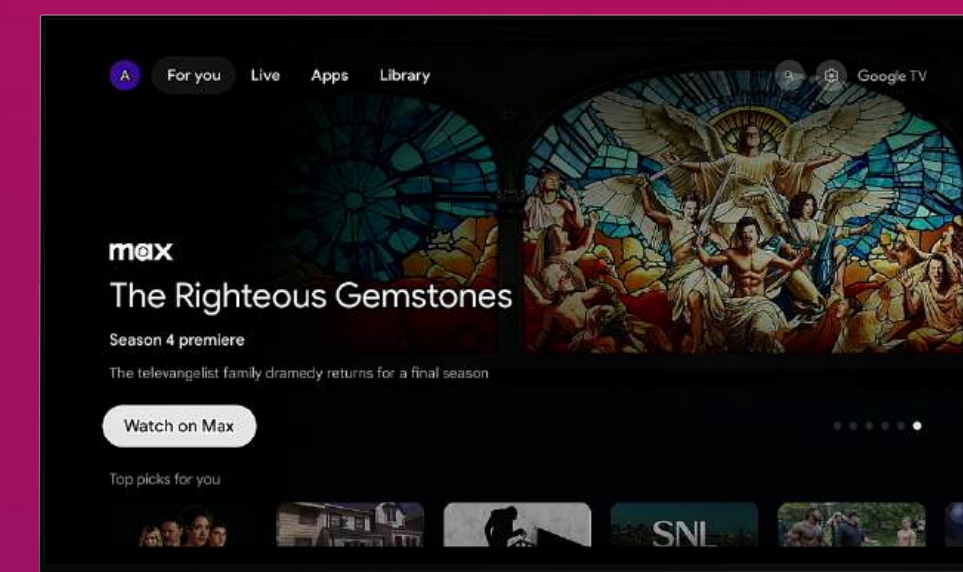 A
For you
Live
Apps
Library
Google TV
max
The Righteous Gemstones
Season 4 premiere
The televangelist family dramedy returns for a final season
Watch on Max
Top picks for you
SNL